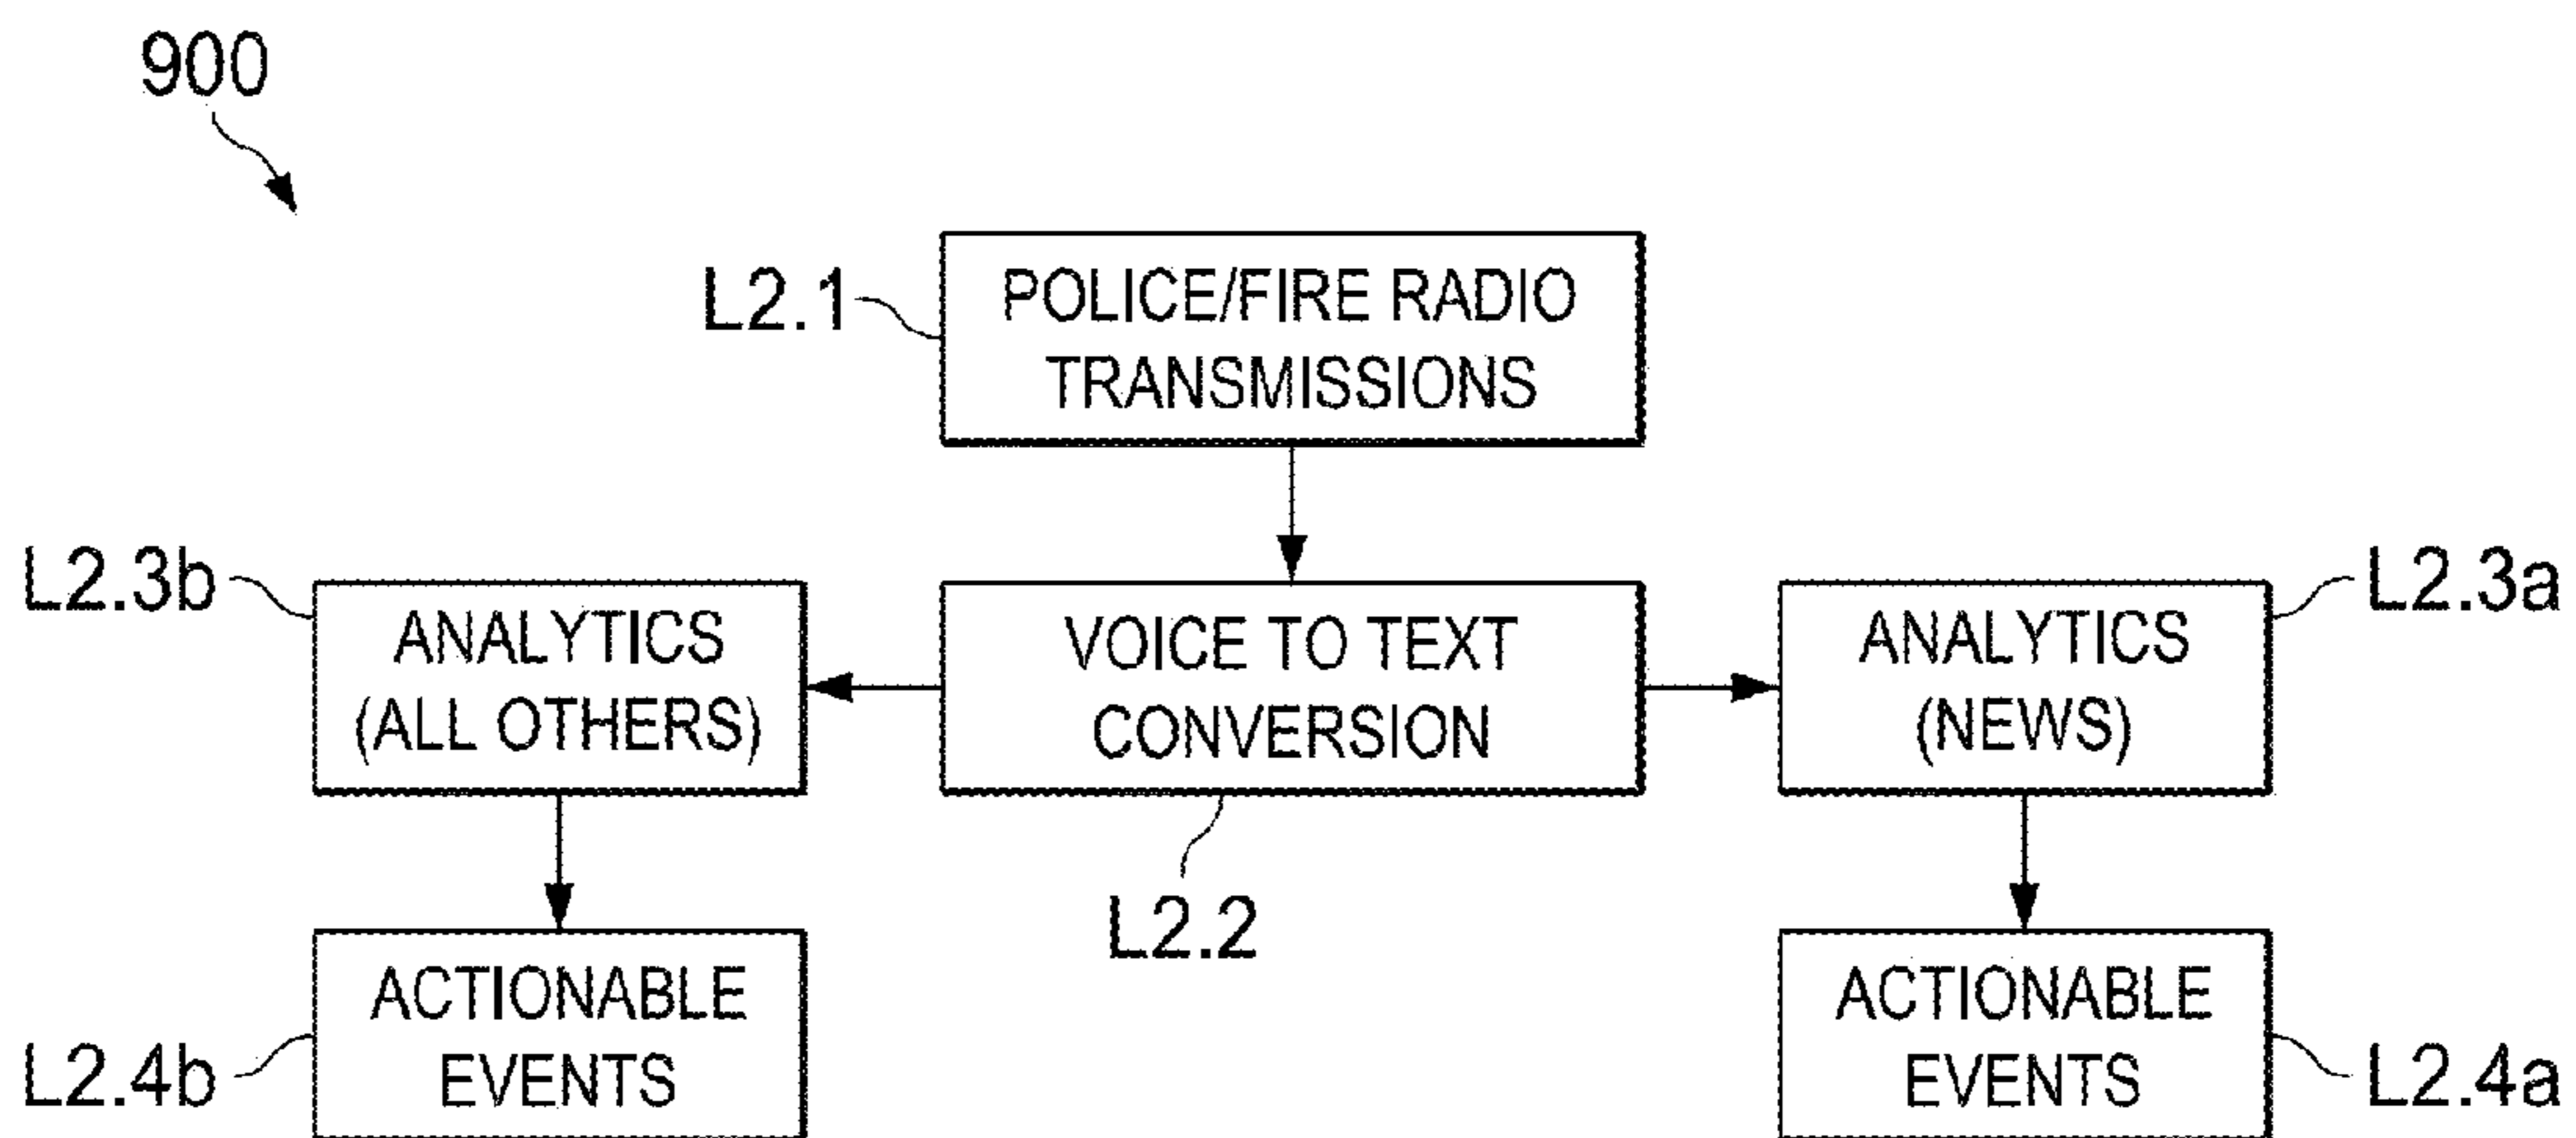 900
L2.1
POLICE/FIRE RADIO
TRANSMISSIONS
L2.3b
ANALYTICS
(ALL OTHERS)
VOICE TO TEXT
CONVERSION
L2.2
ANALYTICS
(NEWS)
L2.3a
ACTIONABLE
EVENTS
L2.4b
ACTIONABLE
EVENTS
L2.4a